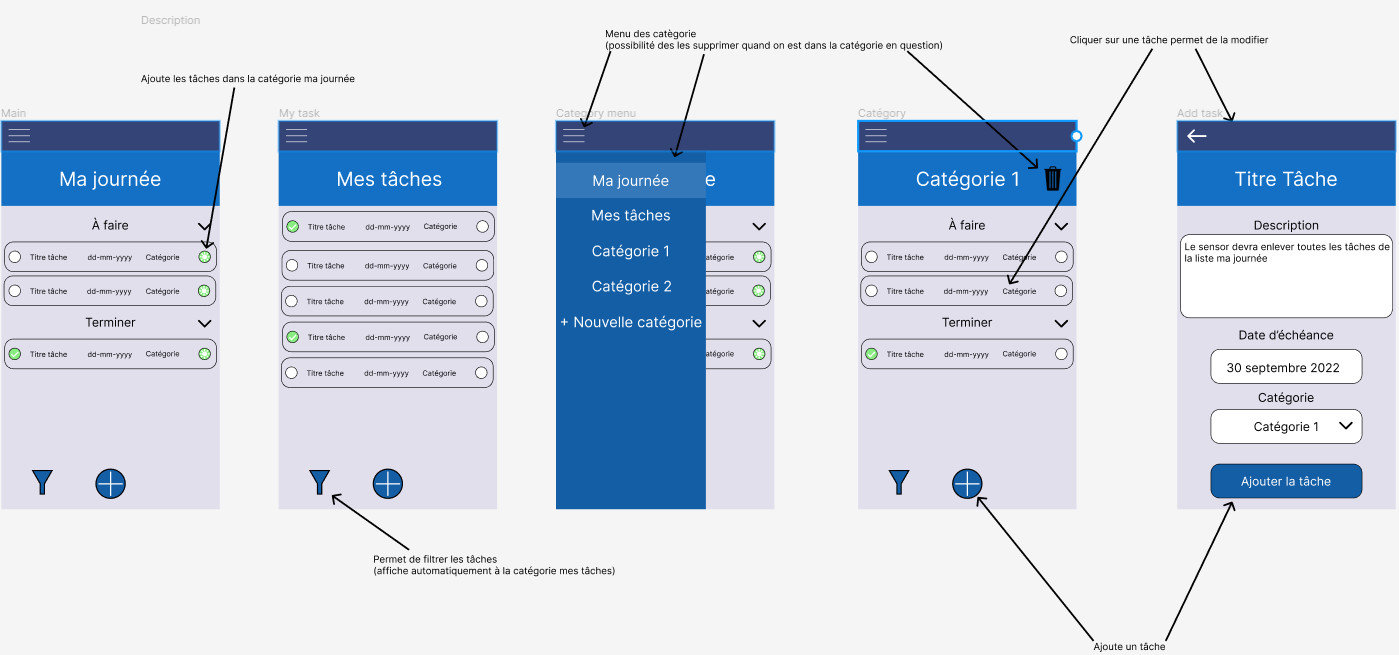 Description
Menu des catègorie
(possibilité des les supprimer quand on est dans la catégorie en question)
Cliquer sur une tâche permet de la modifier
Ajoute les tâches dans la catégorie ma journée
Main
Ma journée
À faire
Titre tâche dd-mm-yyyy Catégorie
Titre tâche dd-mm-yyyy Catégorie
Terminer
Titre tâche dd-mm-yyyy Catégorie
My task
Mes tâches
Titre tâche dd-mm-yyyy Catégorie
Titre tâche dd-mm-yyyy Catégorie
Titre tâche dd-mm-yyyy Catégorie
Titre tâche dd-mm-yyyy Catégorie
Titre tâche dd-mm-yyyy Catégorie
Category menu
Ma journée
e
Mes tâches
Catégorie 1
atégorie
Catégorie 2
atégorie
+ Nouvelle catégorie
atégorie
Catégory
Catégorie 1
À faire
Titre tâche dd-mm-yyyy Catégorie
Titre tâche dd-mm-yyyy Catégorie
Terminer
Titre tâche dd-mm-yyyy Catégorie
Add task
Titre Tâche
Description
Le sensor devra enlever toutes les tâches de
la liste ma journée
Date d'échéance
30 septembre 2022
Catégorie
Catégorie 1
Ajouter la tâche
Permet de filtrer les tâches
(affiche automatiquement à la catégorie mes tâches)
Ajoute un tâche